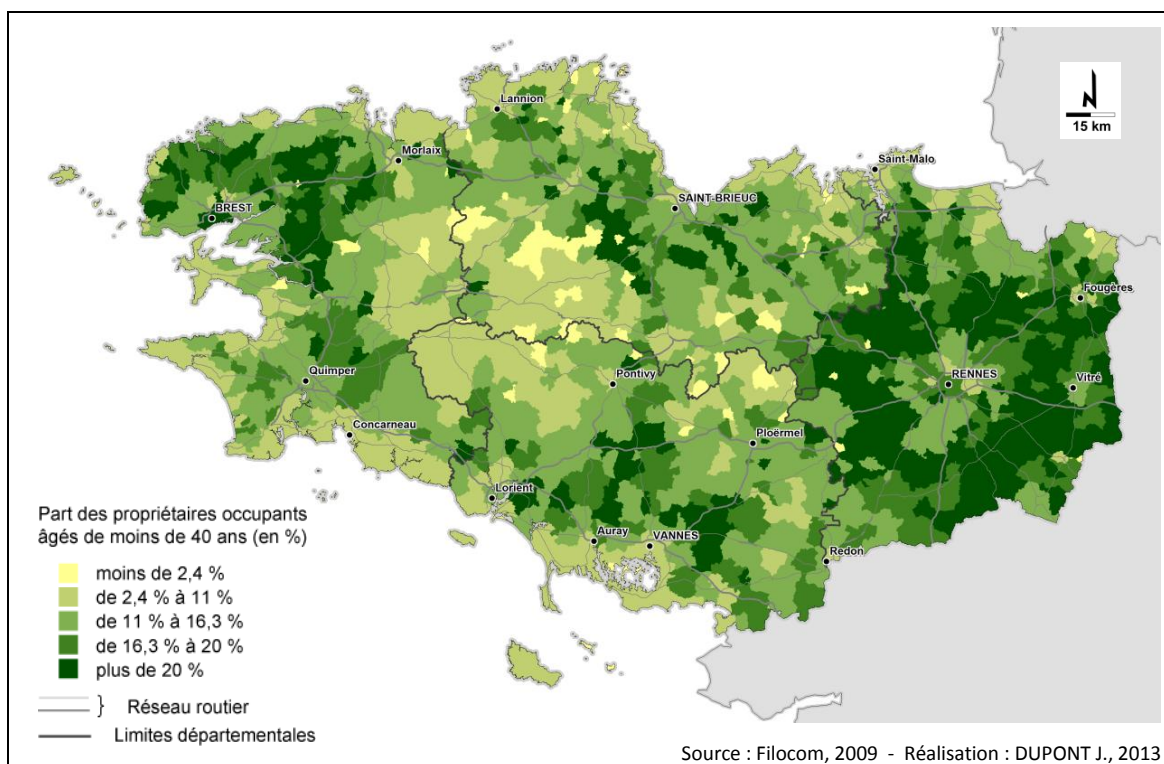 15 km
Lannion
Morlaix
Saint-Malo
BREST
SAINT-BRIEUC
Fougères
Quimper
Pontivy
RENNES
Vitré
Concarneau
Ploërmel
Lorient
Auray
VANNES
Redon
Part des propriétaires occupants
âgés de moins de 40 ans (en %)
moins de 2,4 %
de 2,4 % à 11 %
de 11 % à 16,3 %
de 16,3 % à 20 %
plus de 20 %
} Réseau routier
Limites départementales
Source : Filocom, 2009 - Réalisation : DUPONT J., 2013